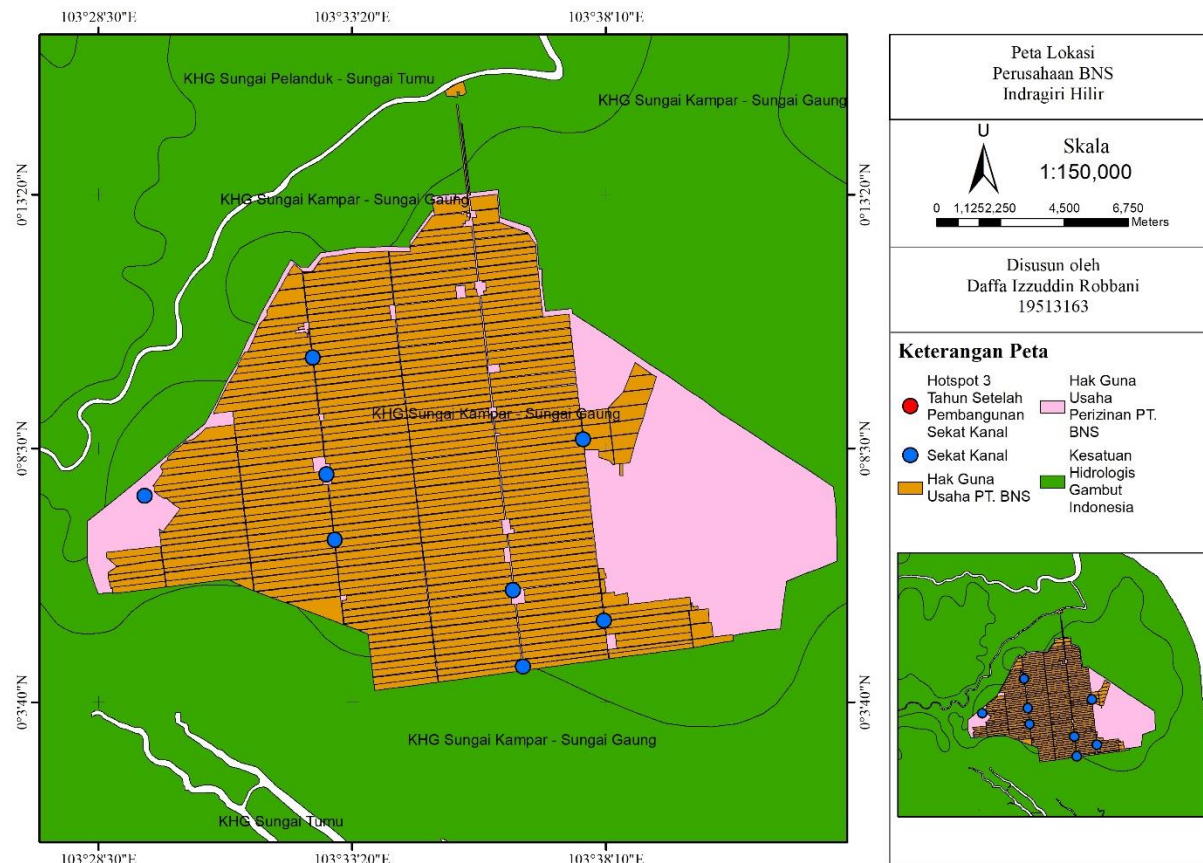 103°28'30"E
103°33'20"E
103°38'10"E
KHG Sungai Pelanduk - Sungai Tumu
KHG Sungai Kampar - Sungai Gaung
0°13'20"N
0°13'20"N
KHG Sungai Kampar - Sungai Gaung
KHG Sungai Kampar - Sungai Gaung
0°8'30"N
0°8'30"N
0°3'40"N
0°3'40"N
KHG Sungai Kampar - Sungai Gaung
KHG Sungai Tumu
103°28'30"E
103°33'20"E
103°38'10"E
Peta Lokasi
Perusahaan BNS
Indragiri Hilir
U
Skala
1:150,000
0 1,1252,250 4,500 6,750
Meters
Disusun oleh
Daffa Izzuddin Robbani
19513163
Keterangan Peta
Hotspot 3
Tahun Setelah
Pembangunan
Sekat Kanal
Sekat Kanal
Hak Guna
Usaha PT. BNS
Hak Guna
Usaha
Perizinan PT.
BNS
Kesatuan
Hidrologis
Gambut
Indonesia